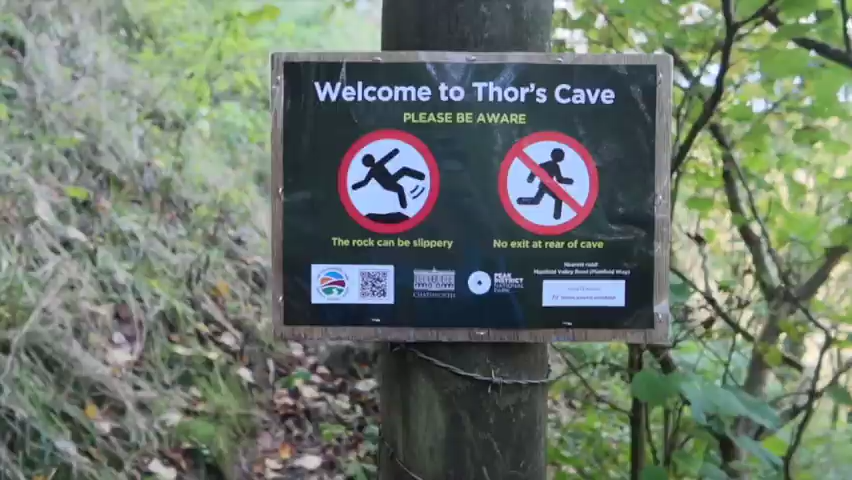 Welcome to Thor's Cave
PLEASE BE AWARE
The rock can be slippery
No exit at rear of cave
CHATSWORTH
PEAK
DISTRICT
NATIONAL
PARK
Nearest road:
Manifold Valley Road (Manifold Way)